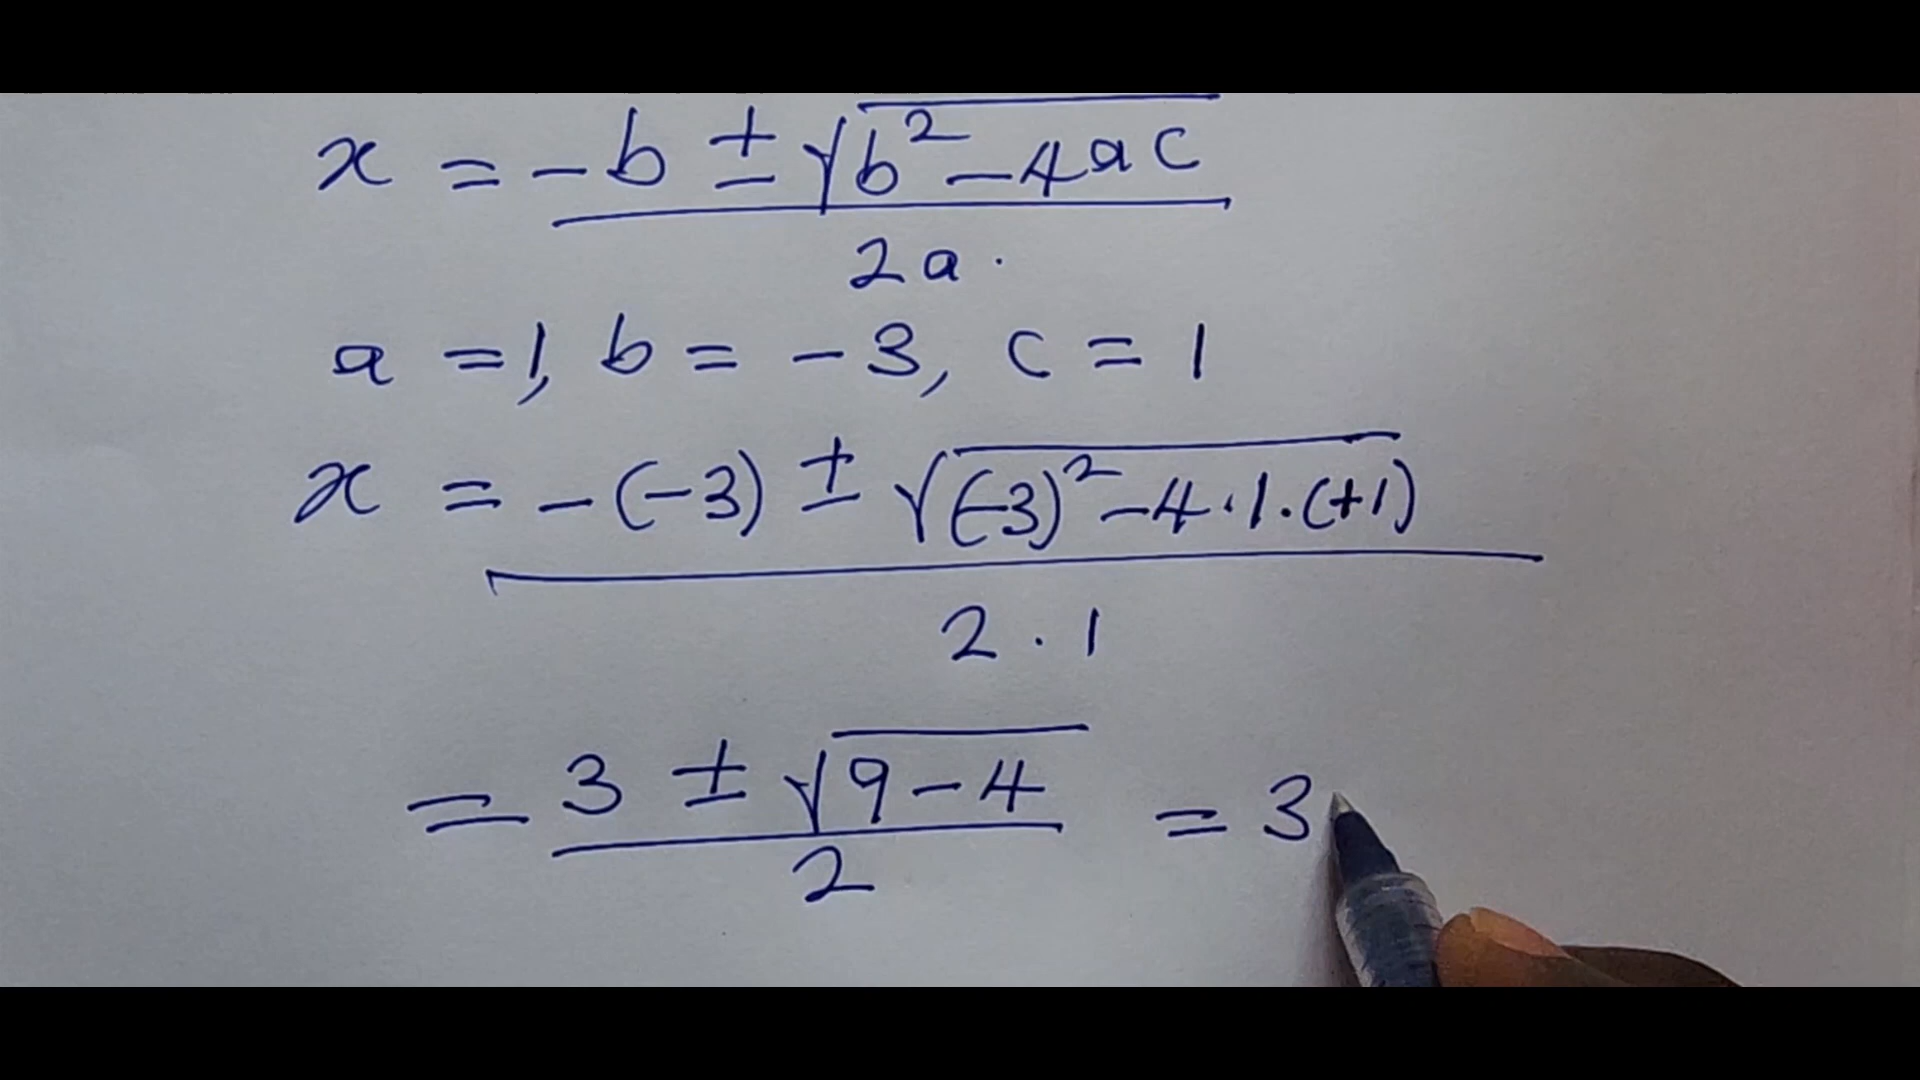 x = -b ± √b² - 4ac
2a.
a = 1, b = -3, c = 1
x = -(-3) ± √(-3)² - 4·1·(+1)
2·1
= 3 ± √9 - 4 = 3
2